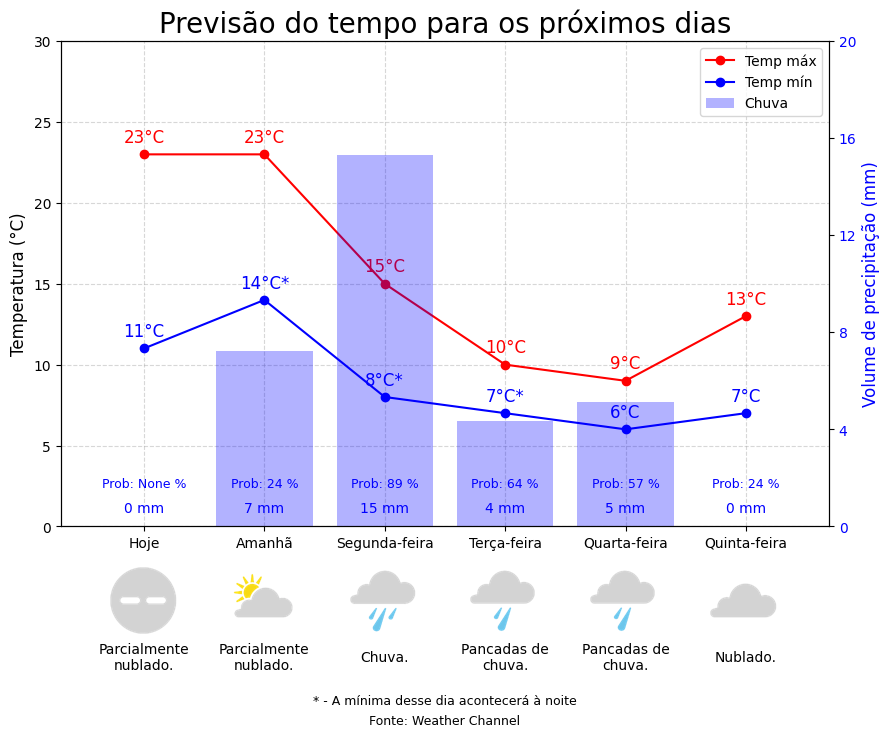 Previsão do tempo para os próximos dias
Temperatura (°C)
30
25
20
15
10
5
0
Volume de precipitação (mm)
20
16
12
8
4
0
Temp máx
Temp mín
Chuva
23°C
23°C
15°C
10°C
9°C
13°C
11°C
14°C*
8°C*
7°C*
6°C
7°C
Prob: None %
Prob: 24 %
Prob: 89 %
Prob: 64 %
Prob: 57 %
Prob: 24 %
0 mm
7 mm
15 mm
4 mm
5 mm
0 mm
Hoje
Amanhã
Segunda-feira
Terça-feira
Quarta-feira
Quinta-feira
Parcialmente
nublado.
Parcialmente
nublado.
Chuva.
Pancadas de
chuva.
Pancadas de
chuva.
Nublado.
* - A mínima desse dia acontecerá à noite
Fonte: Weather Channel